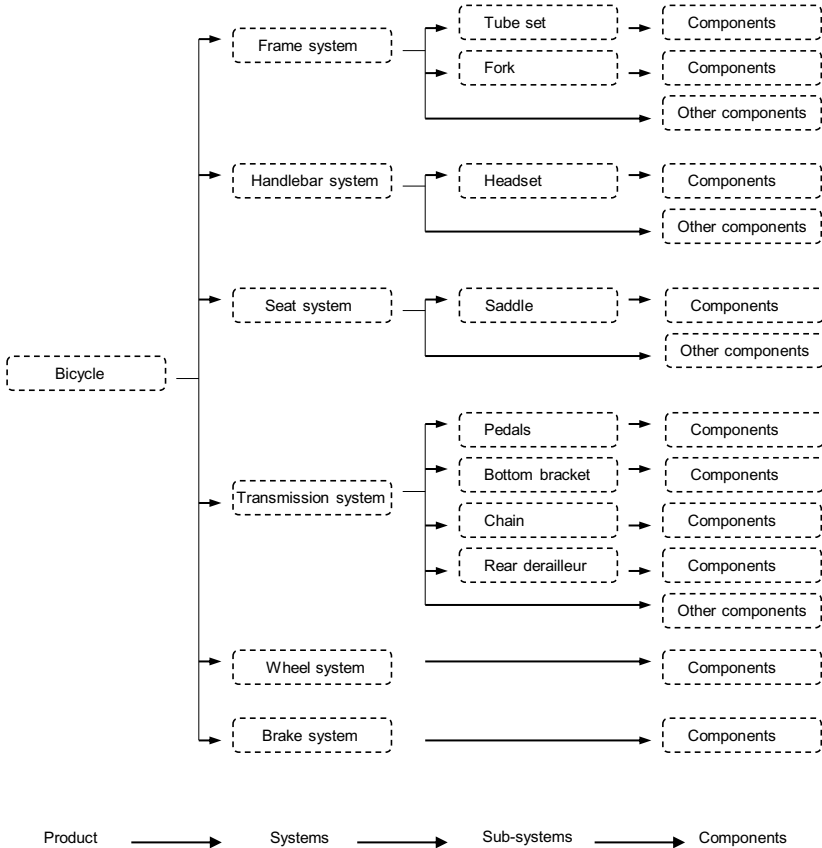 Tube set
Components
Frame system
Fork
Components
Other components
Handlebar system
Headset
Components
Other components
Seat system
Saddle
Components
Other components
Bicycle
Pedals
Components
Bottom bracket
Components
Transmission system
Chain
Components
Rear derailleur
Components
Other components
Wheel system
Components
Brake system
Components
Product
Systems
Sub-systems
Components